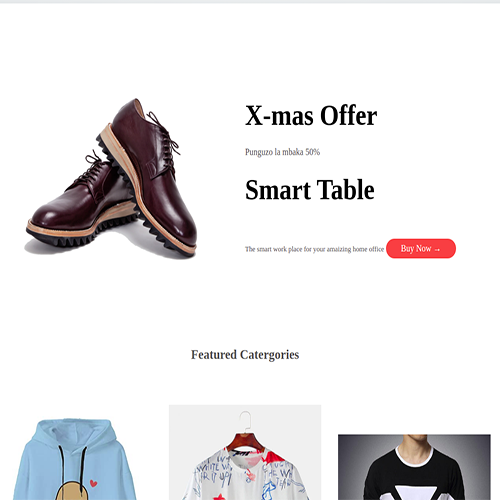 X-mas Offer
Punguzo la mbaka 50%
Smart Table
The smart work place for your amaizing home office
Buy Now →
Featured Catergories